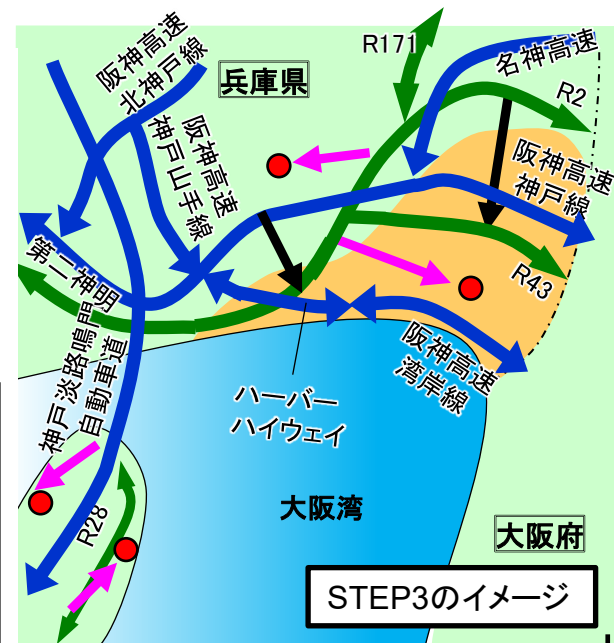 R171
阪神高速
北神戸線
兵庫県
名神高速
R2
阪神高速
神戸山手線
阪神高速
神戸線
第二神明
R43
神戸淡路鳴門
自動車道
阪神高速
湾岸線
ハーバー
ハイウェイ
R28
大阪湾
大阪府
STEP3のイメージ